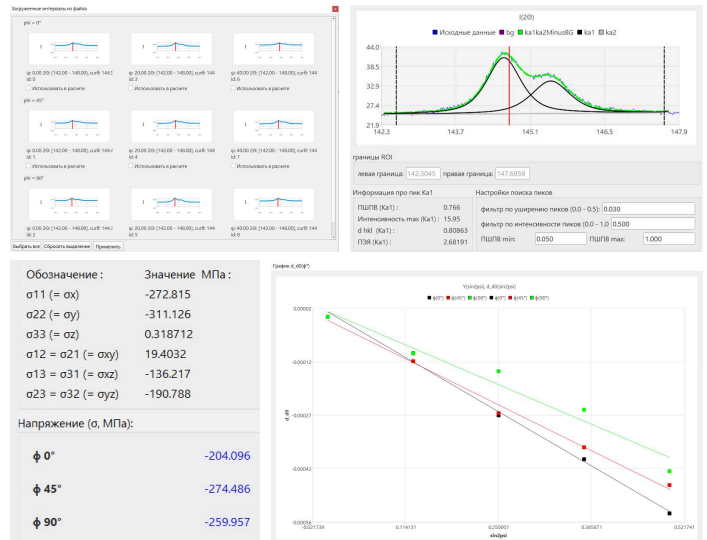 Загруженные интервалы из файла
x
phi = 0°
ψ: 0.00 2θ: [142.00 - 148.00], curθ: 144.5
ψ: 20.00 2θ: [142.00 - 148.00], curθ: 144
ψ: 40.00 2θ: [142.00 - 148.00], curθ: 144
id: 0
id: 3
id: 6
Использовать в расчете
Использовать в расчете
Использовать в расчете
phi = 45°
ψ: 0.00 2θ: [142.00 - 148.00], curθ: 144.4
ψ: 20.00 2θ: [142.00 - 148.00], curθ: 144
ψ: 40.00 2θ: [142.00 - 148.00], curθ: 144
id: 1
id: 4
id: 7
Использовать в расчете
Использовать в расчете
Использовать в расчете
phi = 90°
ψ: 0.00 2θ: [142.00 - 148.00], curθ: 144.4
ψ: 20.00 2θ: [142.00 - 148.00], curθ: 144
ψ: 40.00 2θ: [142.00 - 148.00], curθ: 144
id: 2
id: 5
id: 8
Выбрать все
Сбросить выделение
Применить
I(2Θ)
Исходные данные
bg
ka1ka2MinusBG
ka1
ka2
44.0
38.5
32.9
27.4
21.9
142.3
143.7
145.1
146.5
147.9
границы ROI
левая граница: 142.3045
правая граница: 147.6959
Информация про пик Ka1
ПШПВ (Ka1) : 0.766
Интенсивность max (Ka1) : 15.95
d hkl (Ka1) : 0.80863
ПЭЯ (Ka1) : 2.68191
Настройки поиска пиков
фильтр по уширению пиков (0.0 - 0.5): 0.030
фильтр по интенсивности пиков (0.0 - 1.0 0.500
ПШПВ min: 0.050
ПШПВ max: 1.000
Обозначение : Значение МПа :
σ11 (= σx) -272.815
σ22 (= σy) -311.126
σ33 (= σz) 0.318712
σ12 = σ21 (= σxy) 19.4032
σ13 = σ31 (= σxz) -136.217
σ23 = σ32 (= σyz) -190.788
Напряжение (σ, МПа):
ϕ 0° -204.096
ϕ 45° -274.486
ϕ 90° -259.957
График d_d0(ϕ°)
Y(sin2psi), d_d0(sin2psi)
ϕ(0°)
ϕ(45°)
ϕ(90°)
ϕ(0°)
ϕ(45°)
ϕ(90°)
0.00002
-0.00012
-0.00027
-0.00042
-0.00056
d_d0
-0.021739
0.114131
0.250001
0.385871
0.521741
sin2psi